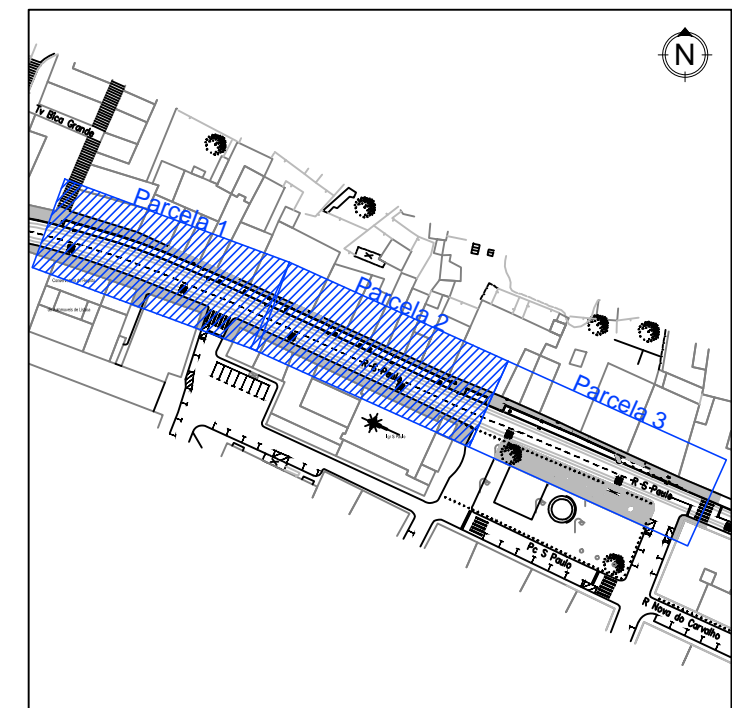 N
Tv Bica Grande
Parcela 1
Parcela 2
R S Paulo
Parcela 3
R S Paulo
Pc S Paulo
R Nova do Carvalho